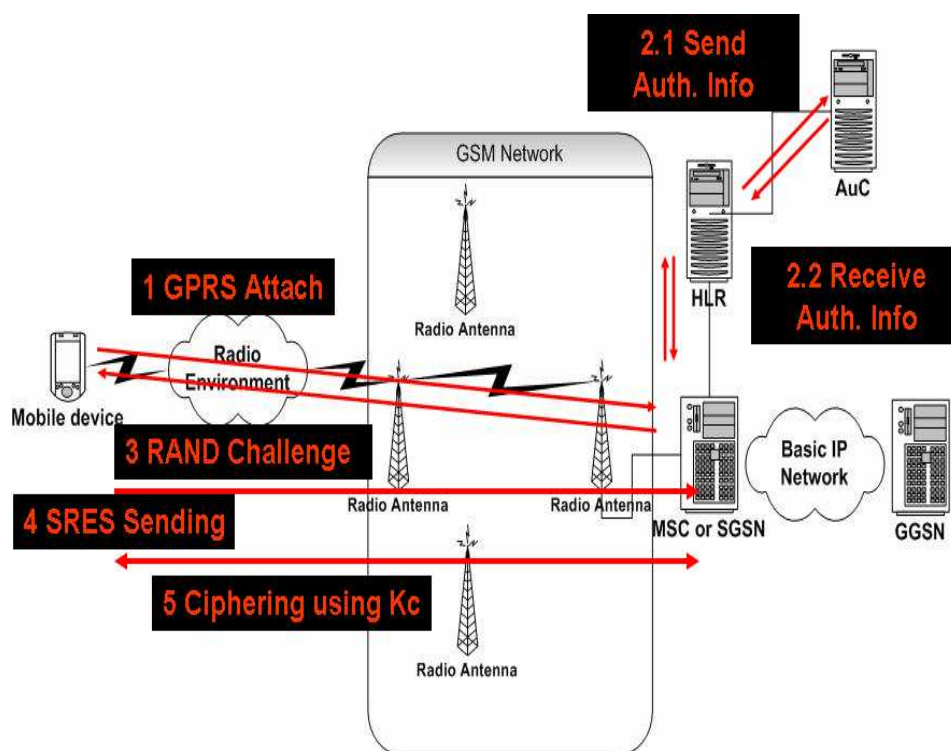 2.1 Send
Auth. Info
GSM Network
AuC
1 GPRS Attach
HLR
2.2 Receive
Auth. Info
Radio Antenna
Radio
Environment
Mobile device
3 RAND Challenge
Basic IP
Network
Radio Antenna
Radio Antenna
MSC or SGSN
GGSN
4 SRES Sending
5 Ciphering using Kc
Radio Antenna